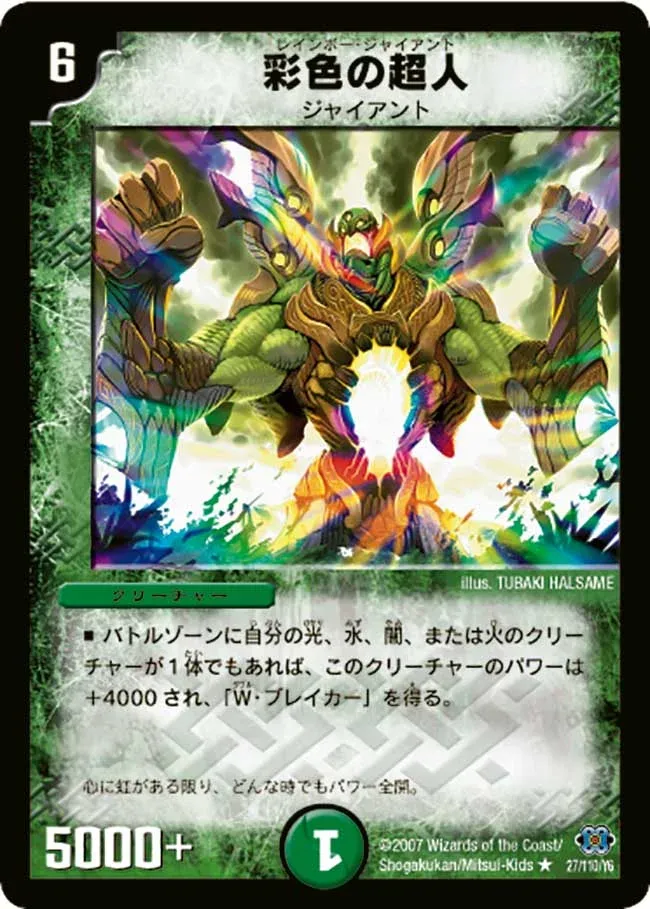 6
レインボー・ジャイアント
彩色の超人
ジャイアント
illus. TUBAKI HALSAME
クリーチャー
■ バトルゾーンに自分の光、水、闇、または火のクリー
チャーが1体でもあれば、このクリーチャーのパワーは
+4000され、「W・ブレイカー」を得る。
心に虹がある限り、どんな時でもパワー全開。
5000+
1
©2007 Wizards of the Coast/
Shogakukan/Mitsui-Kids ★ 27/110/Y6